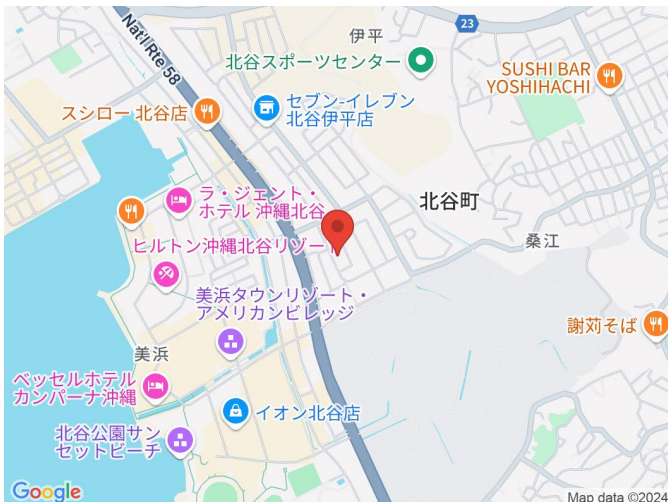 伊平
23
Nat'l Rte 58
北谷スポーツセンター
SUSHI BAR
YOSHIHACHI
セブン-イレブン
北谷伊平店
スシロー 北谷店
ラ・ジェント・
ホテル 沖縄北谷
北谷町
ヒルトン沖縄北谷リゾート
桑江
美浜タウンリゾート・
アメリカンビレッジ
謝苅そば
美浜
ベッセルホテル
カンパーナ沖縄
イオン北谷店
北谷公園サン
セットビーチ
Google
Map data ©2024